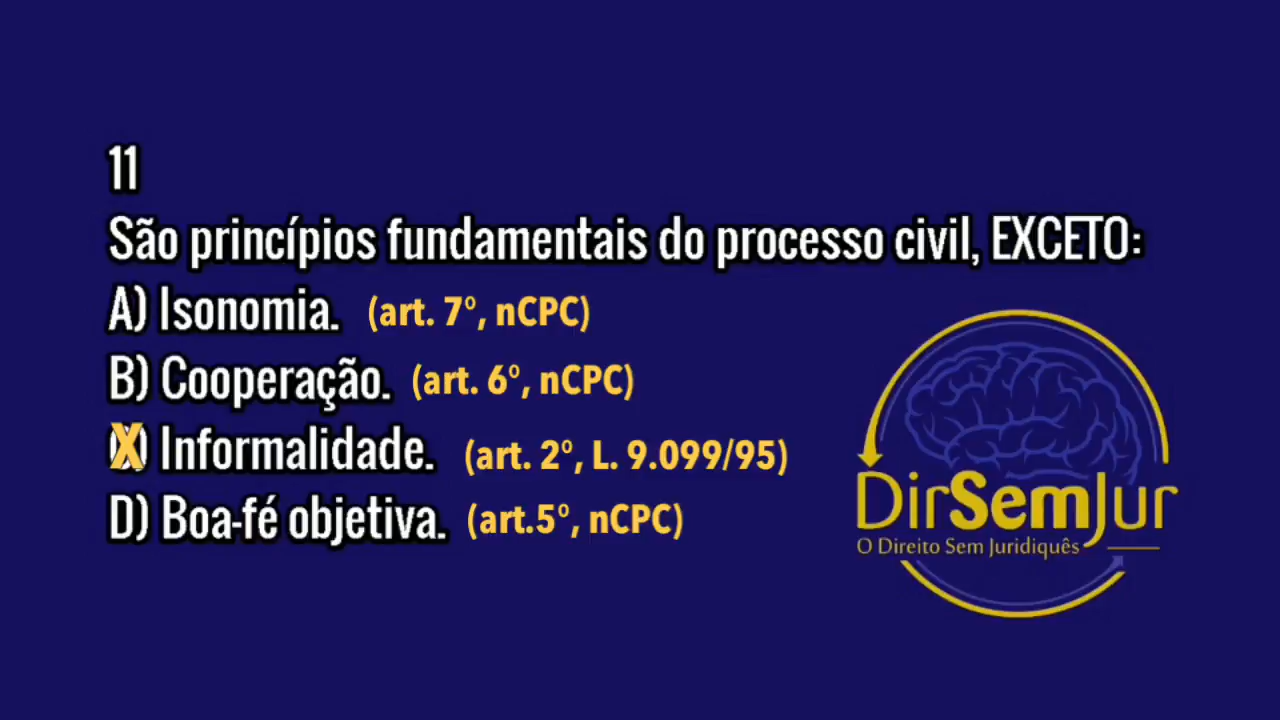 11
São princípios fundamentais do processo civil, EXCETO:
A) Isonomia. (art. 7º, nCPC)
B) Cooperação. (art. 6º, nCPC)
X) Informalidade. (art. 2º, L. 9.099/95)
D) Boa-fé objetiva. (art.5º, nCPC)
DirSemJur
O Direito Sem Juridiquês